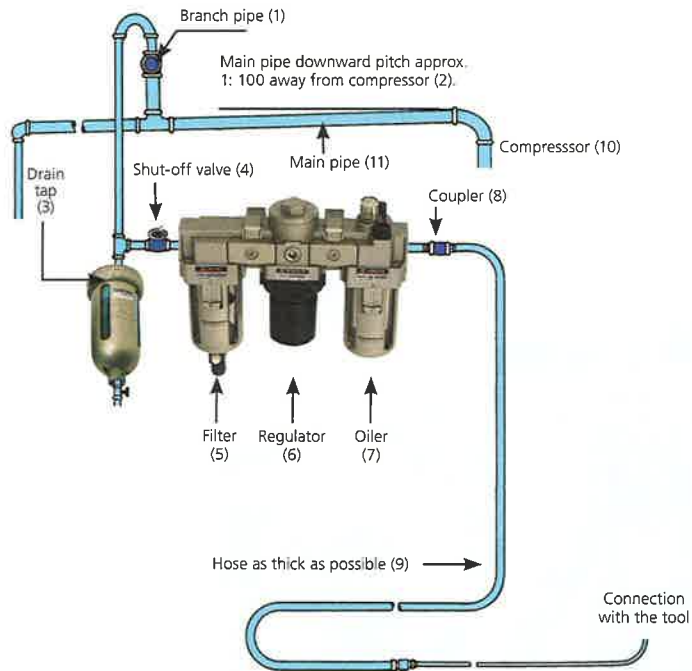 Branch pipe (1)
Main pipe downward pitch approx.
1: 100 away from compressor (2).
Compresssor (10)
Main pipe (11)
Drain
tap
(3)
Shut-off valve (4)
Coupler (8)
Filter
(5)
Regulator
(6)
Oiler
(7)
Hose as thick as possible (9)
Connection
with the tool